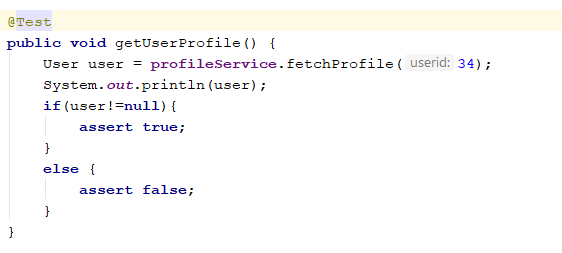 @Test
public void getUserProfile() {
    User user = profileService.fetchProfile( userid: 34);
    System.out.println(user);
    if(user!=null){
        assert true;
    }
    else {
        assert false;
    }
}